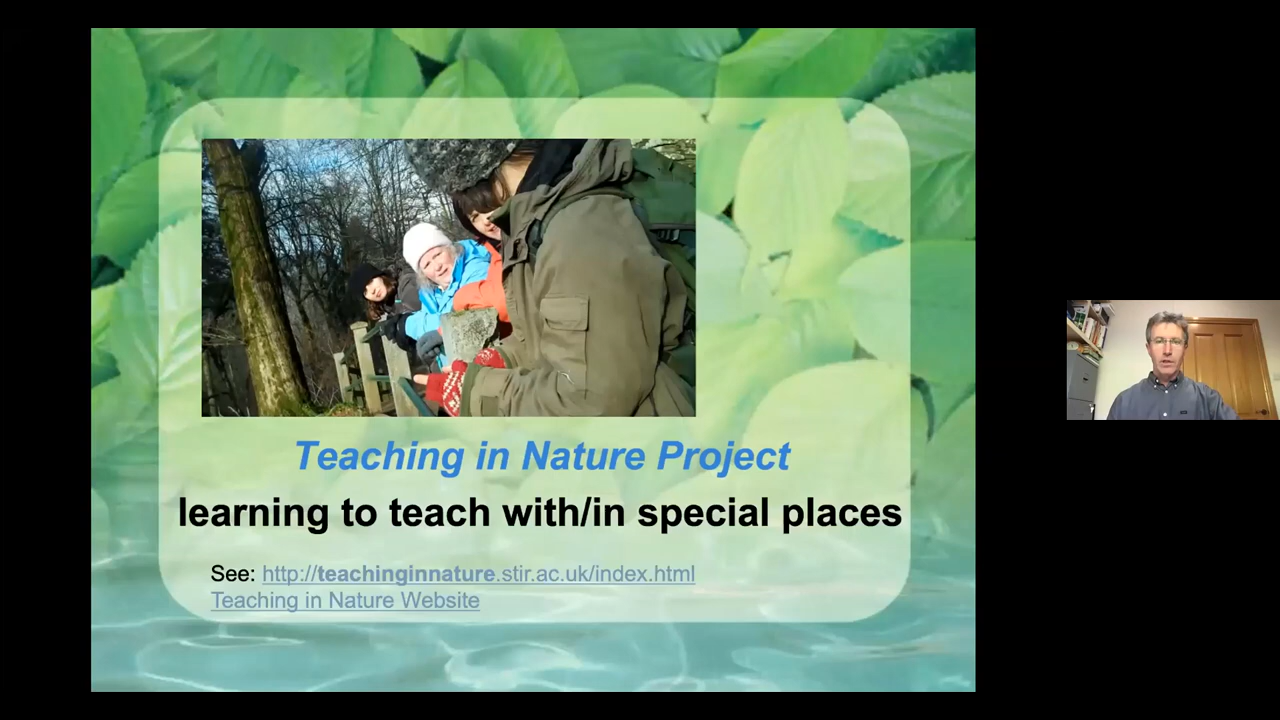 Teaching in Nature Project
learning to teach with/in special places
See: http://teachinginnature.stir.ac.uk/index.html
Teaching in Nature Website